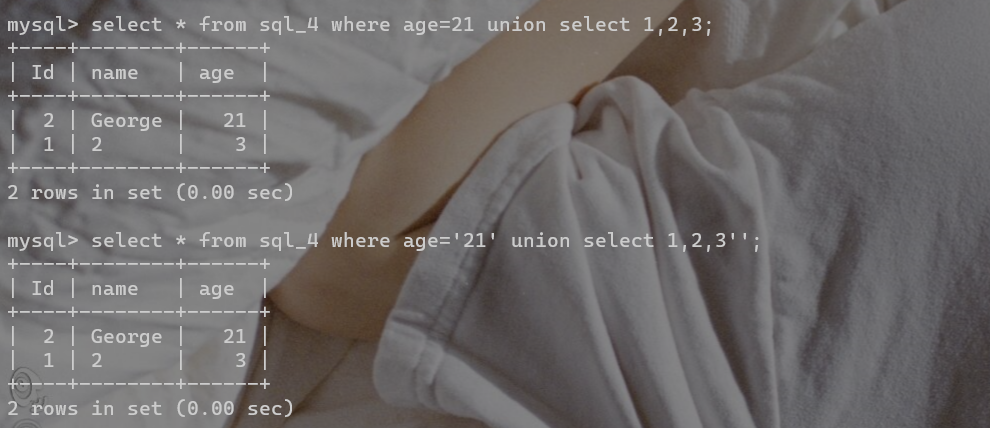 mysql> select * from sql_4 where age=21 union select 1,2,3;
+----+--------+------+
| Id | name   | age  |
+----+--------+------+
|  2 | George |   21 |
|  1 | 2      |    3 |
+----+--------+------+
2 rows in set (0.00 sec)
mysql> select * from sql_4 where age='21' union select 1,2,3'';
+----+--------+------+
| Id | name   | age  |
+----+--------+------+
|  2 | George |   21 |
|  1 | 2      |    3 |
+----+--------+------+
2 rows in set (0.00 sec)